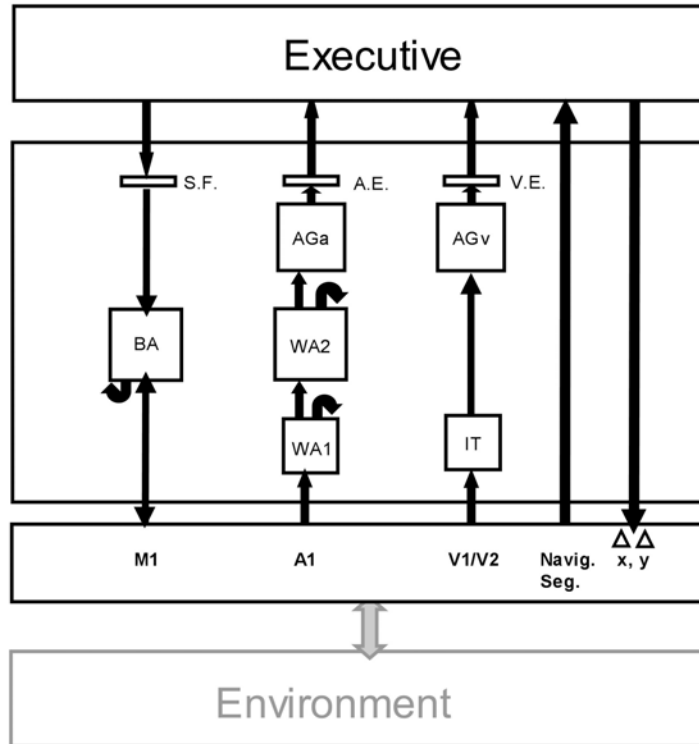 Executive
S.F.
A.E.
V.E.
AGa
AGv
BA
WA2
WA1
IT
M1
A1
V1/V2
Navig.
Seg.
Δ Δ
x, y
Environment